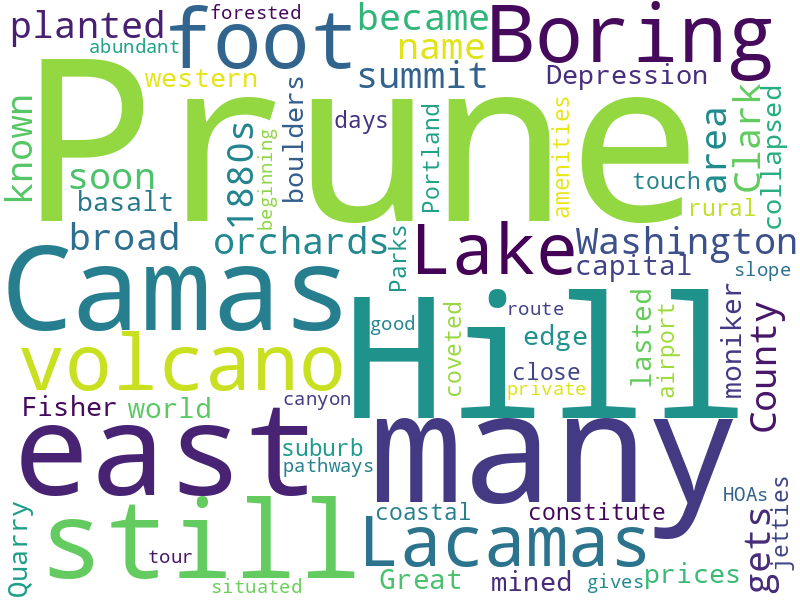 forested
planted
foot
became
Boring
abundant
name
western
summit
Depression
known
Prune
boulders
days
Portland
amenities
area
Clark
collapsed
soon
1880s
beginning
touch
basalt
rural
broad
orchards
Parks
Lake
Washington
capital
slope
Camas
Hill
good
route
coveted
edge
lasted
airport
moniker
County
volcano
close
private
canyon
Fisher
world
east
many
suburb
pathways
HOAs
still
Quarry
coastal
constitute
gets
jetties
Lacamas
tour
situated
Great
mined
gives
prices